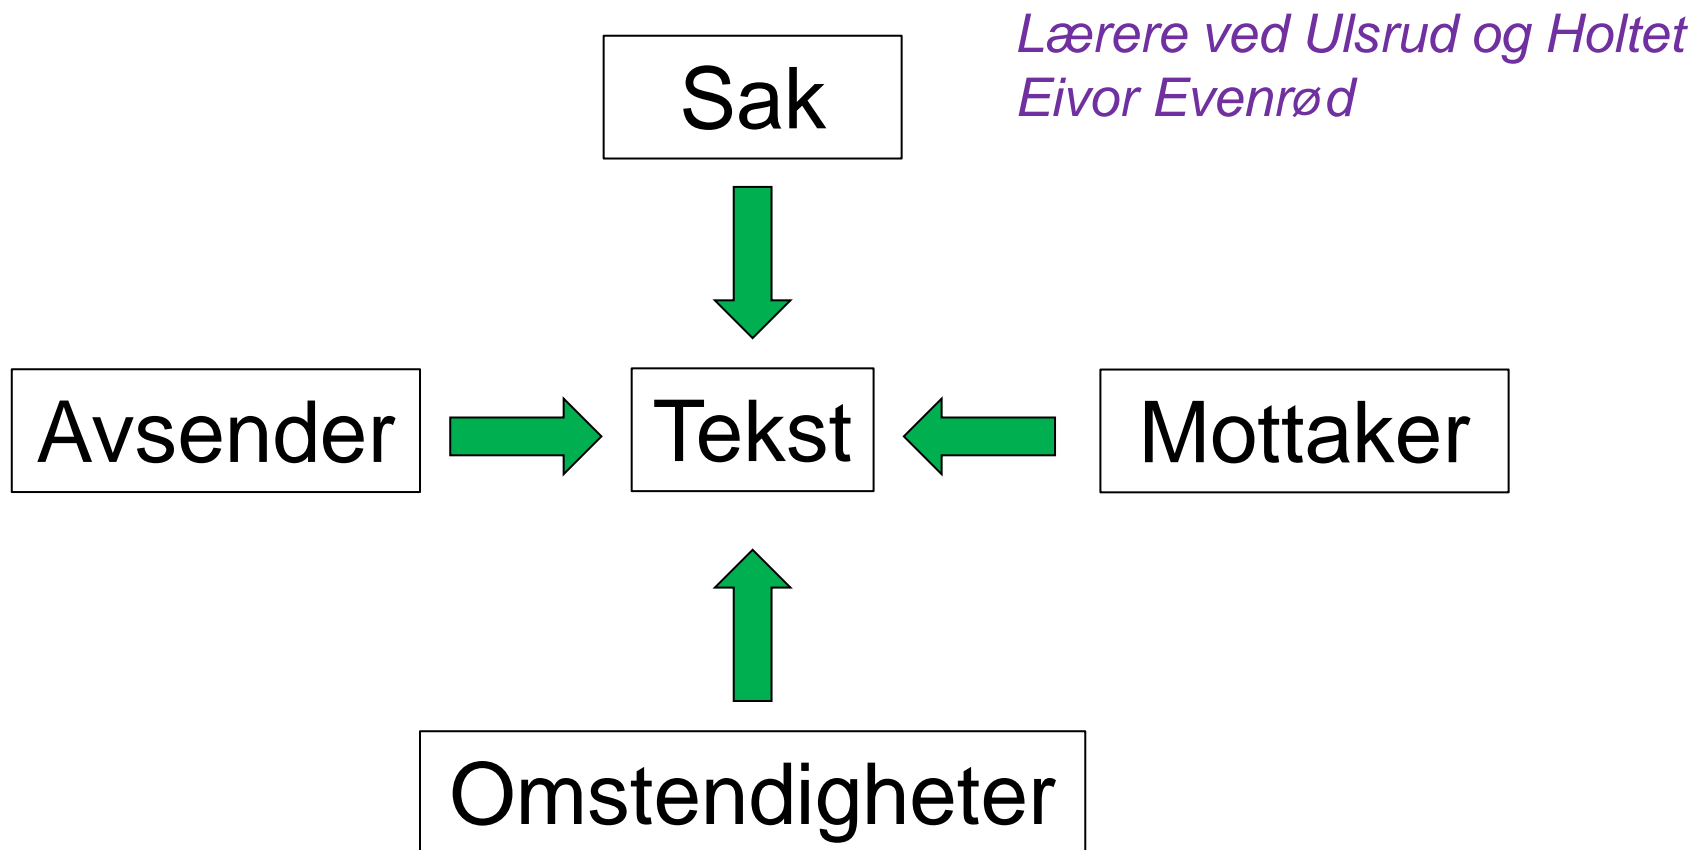 Lærere ved Ulsrud og Holtet
Eivor Evenrød
Sak
Avsender
Tekst
Mottaker
Omstendigheter